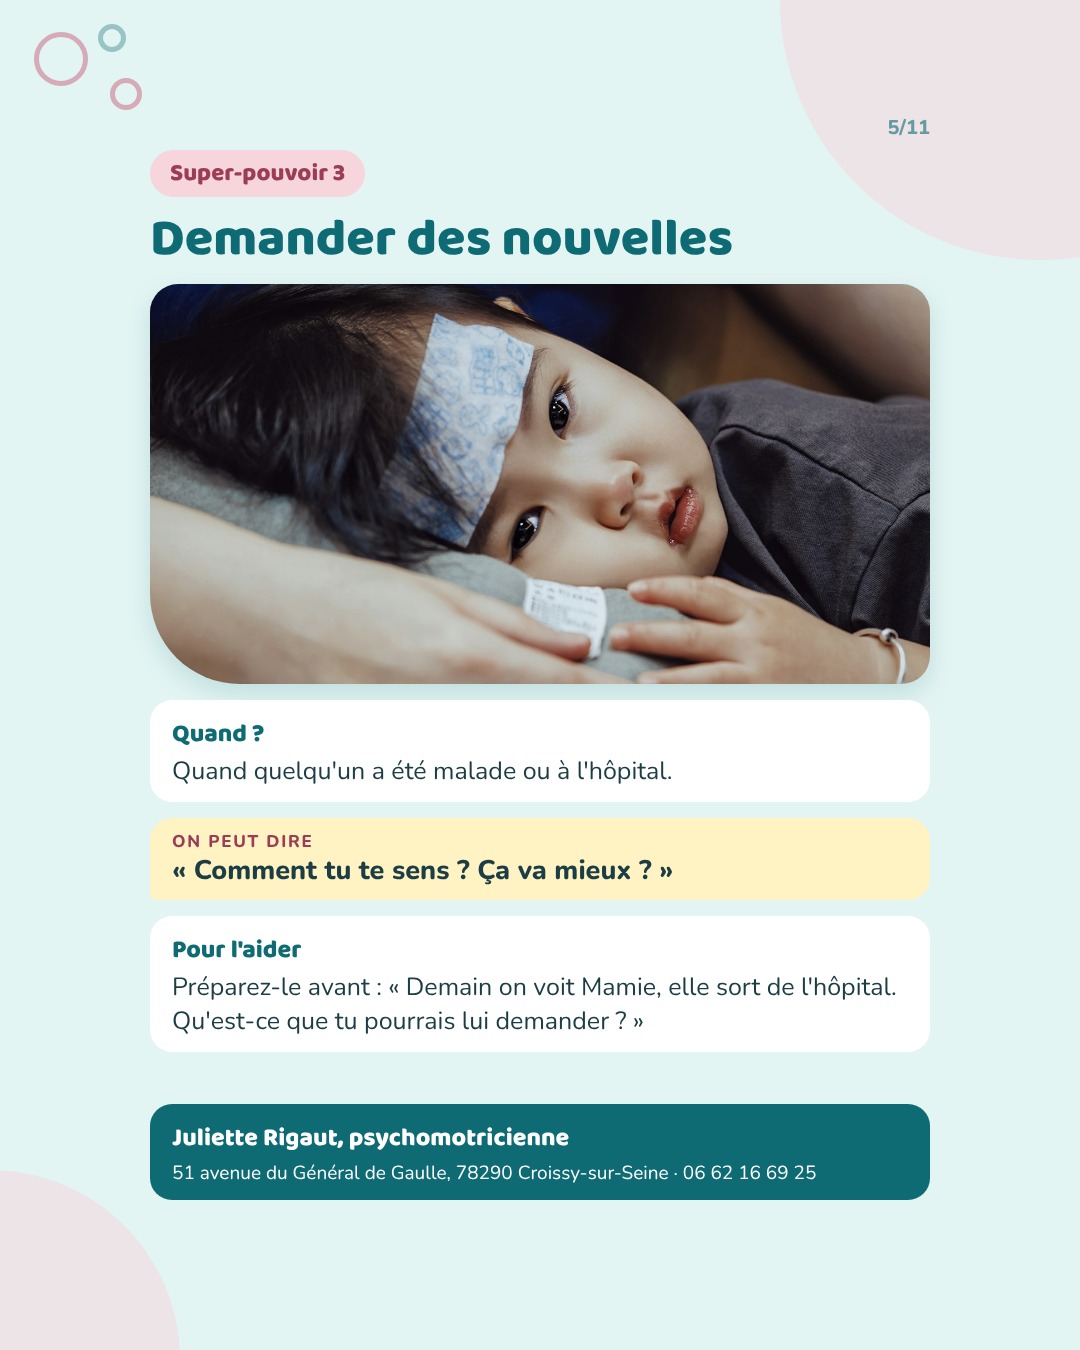 5/11
Super-pouvoir 3
Demander des nouvelles
Quand ?
Quand quelqu'un a été malade ou à l'hôpital.
ON PEUT DIRE
« Comment tu te sens ? Ça va mieux ? »
Pour l'aider
Préparez-le avant : « Demain on voit Mamie, elle sort de l'hôpital.
Qu'est-ce que tu pourrais lui demander ? »
Juliette Rigaut, psychomotricienne
51 avenue du Général de Gaulle, 78290 Croissy-sur-Seine · 06 62 16 69 25